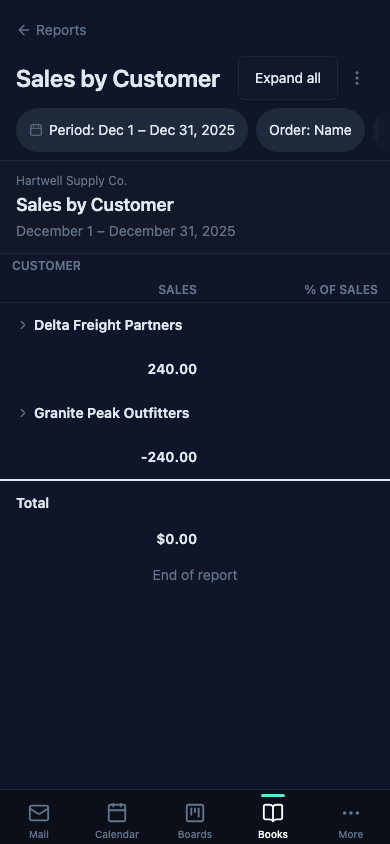 Reports
Sales by Customer
Expand all
Period: Dec 1 – Dec 31, 2025
Order: Name
Hartwell Supply Co.
Sales by Customer
December 1 – December 31, 2025
CUSTOMER
SALES % OF SALES
Delta Freight Partners
240.00
Granite Peak Outfitters
-240.00
Total
$0.00
End of report
Mail Calendar Boards Books More